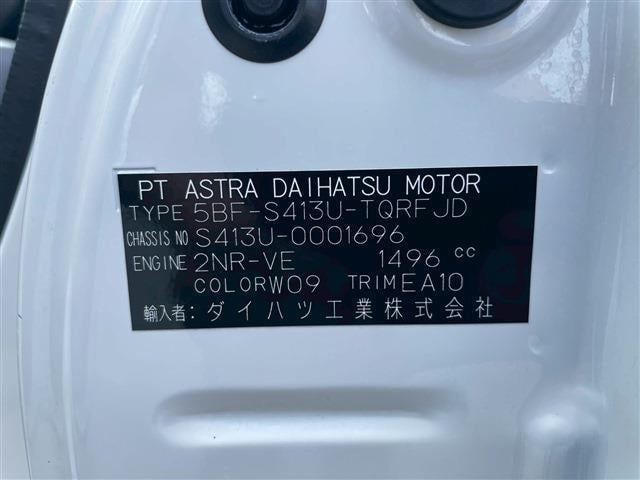 PT ASTRA DAIHATSU MOTOR
TYPE 5BF-S413U-TQRFJD
CHASSIS NO S413U-0001696
ENGINE 2NR-VE 1496 cc
COLOR W09 TRIM EA10
輸入者: ダイハツ工業株式会社